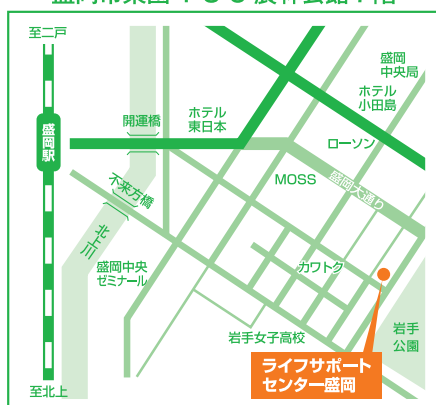 至二戸
盛岡
中央局
ホテル
小田島
ホテル
東日本
開運橋
ローソン
盛岡駅
MOSS
盛岡大通り
不来方橋
北上川
盛岡中央
ゼミナール
カワトク
岩手
公園
岩手女子高校
ライフサポート
センター盛岡
至北上